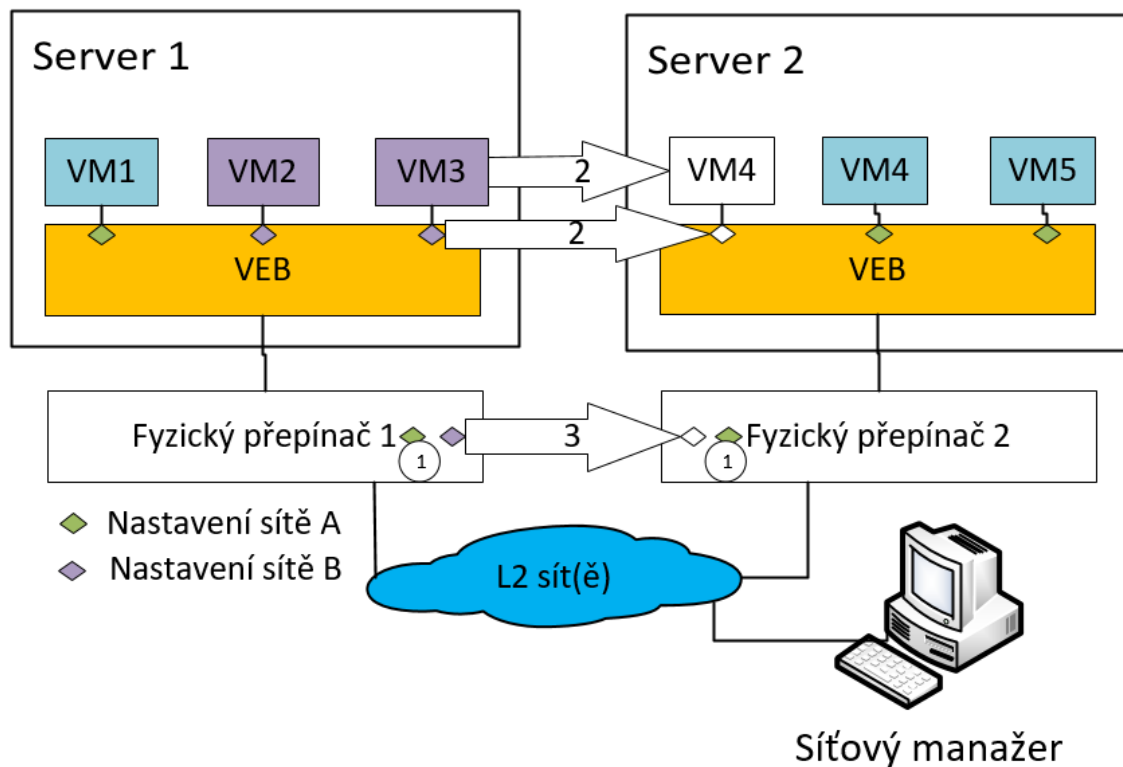 Server 1
Server 2
VM1
VM2
VM3
2
VM4
VM4
VM5
2
VEB
VEB
Fyzický přepínač 1
3
Fyzický přepínač 2
1
1
Nastavení sítě A
Nastavení sítě B
L2 sít(ě)
Síťový manažer